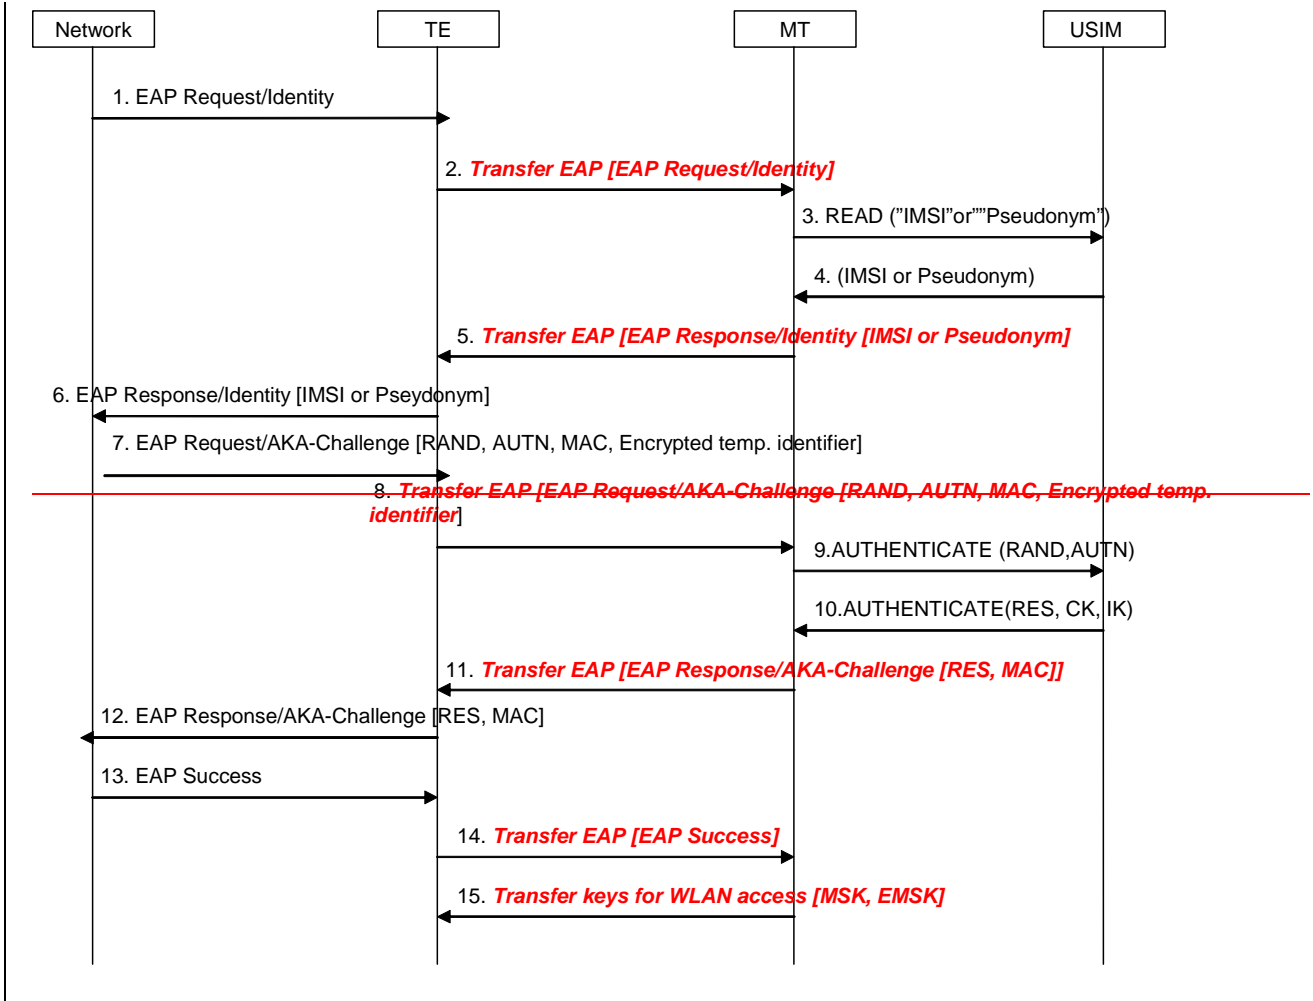 Network TE MT USIM
1. EAP Request/Identity
2. Transfer EAP [EAP Request/Identity]
3. READ (”IMSI”or””Pseudonym”)
4. (IMSI or Pseudonym)
5. Transfer EAP [EAP Response/Identity [IMSI or Pseudonym]
6. EAP Response/Identity [IMSI or Pseydonym]
7. EAP Request/AKA-Challenge [RAND, AUTN, MAC, Encrypted temp. identifier]
8. Transfer EAP [EAP Request/AKA-Challenge [RAND, AUTN, MAC, Encrypted temp.
identifier]
9.AUTHENTICATE (RAND,AUTN)
10.AUTHENTICATE(RES, CK, IK)
11. Transfer EAP [EAP Response/AKA-Challenge [RES, MAC]]
12. EAP Response/AKA-Challenge [RES, MAC]
13. EAP Success
14. Transfer EAP [EAP Success]
15. Transfer keys for WLAN access [MSK, EMSK]